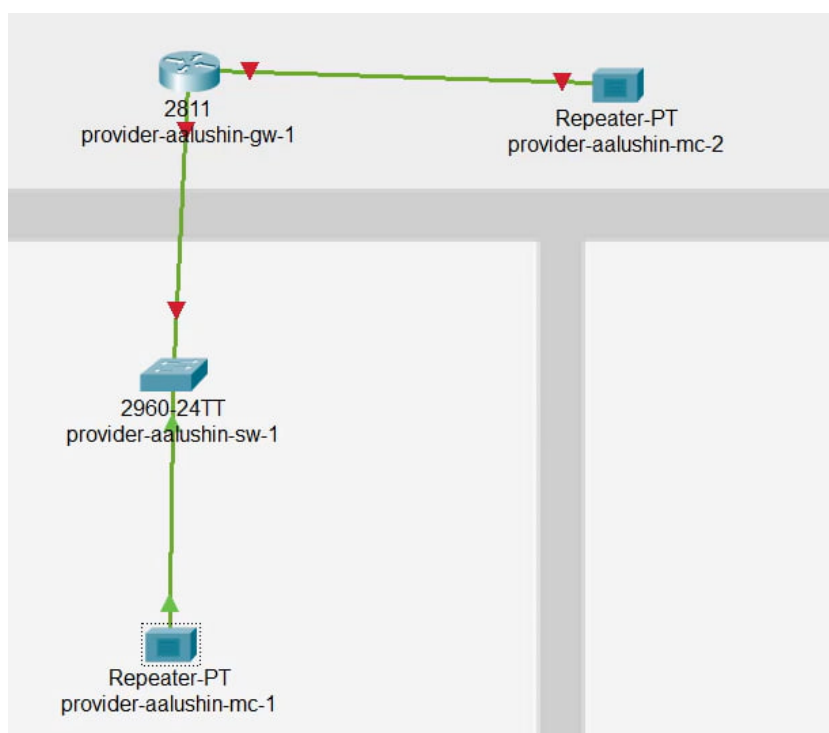 2811
provider-aalushin-gw-1
Repeater-PT
provider-aalushin-mc-2
2960-24TT
provider-aalushin-sw-1
Repeater-PT
provider-aalushin-mc-1